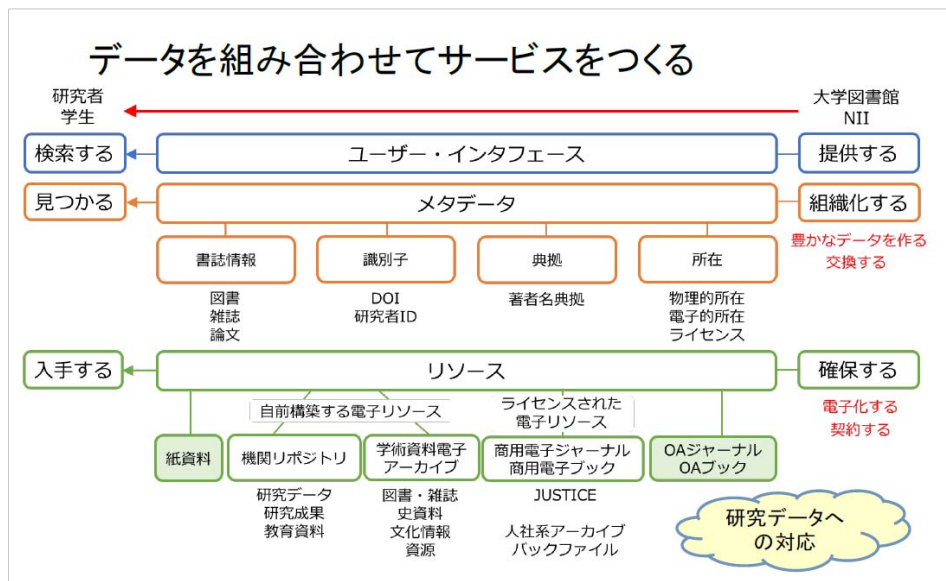 データを組み合わせてサービスをつくる
研究者
学生
大学図書館
NII
検索する
ユーザー・インタフェース
提供する
見つかる
メタデータ
組織化する
豊かなデータを作る
交換する
書誌情報
識別子
典拠
所在
図書
雑誌
論文
DOI
研究者ID
著者名典拠
物理的所在
電子的所在
ライセンス
入手する
リソース
確保する
電子化する
契約する
自前構築する電子リソース
ライセンスされた
電子リソース
紙資料
機関リポジトリ
学術資料電子
アーカイブ
商用電子ジャーナル
商用電子ブック
OAジャーナル
OAブック
研究データ
研究成果
教育資料
図書・雑誌
史資料
文化情報
資源
JUSTICE
人社系アーカイブ
バックファイル
研究データへ
の対応